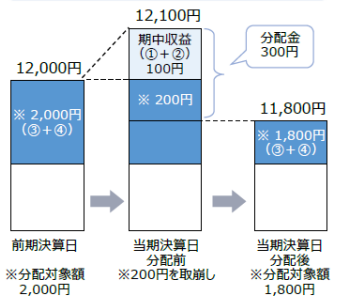 12,100円
期中収益
(①+②)
100円
分配金
300円
12,000円
※ 2,000円
(③+④)
※ 200円
11,800円
※ 1,800円
(③+④)
前期決算日
※分配対象額
2,000円
当期決算日
分配前
※200円を取崩し
当期決算日
分配後
※分配対象額
1,800円